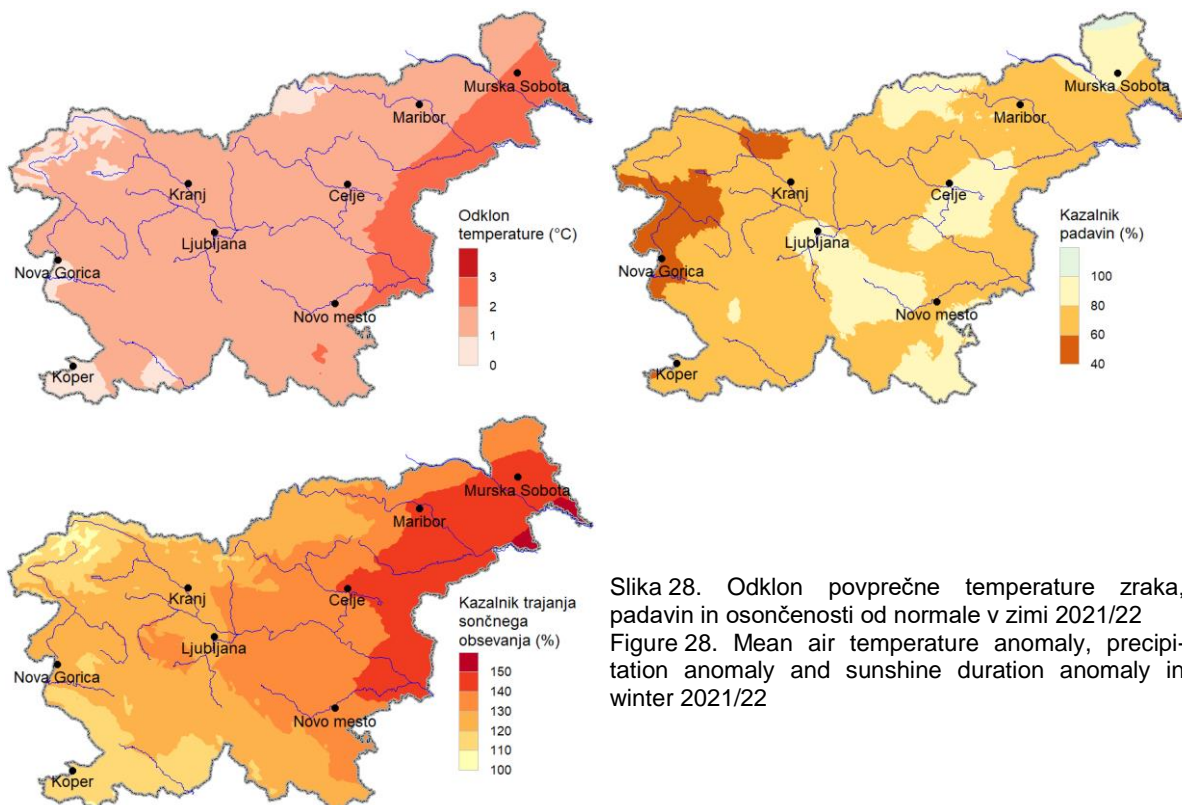 Murska Sobota
Maribor
Kranj
Celje
Ljubljana
Nova Gorica
Novo mesto
Koper
Odklon
temperature (°C)
3
2
1
0
Murska Sobota
Maribor
Kranj
Celje
Ljubljana
Nova Gorica
Novo mesto
Koper
Kazalnik
padavin (%)
100
80
60
40
Murska Sobota
Maribor
Kranj
Celje
Ljubljana
Nova Gorica
Novo mesto
Koper
Kazalnik trajanja
sončnega
obsevanja (%)
150
140
130
120
110
100
Slika 28. Odklon povprečne temperature zraka,
padavin in osončenosti od normale v zimi 2021/22
Figure 28. Mean air temperature anomaly, precipi-
tation anomaly and sunshine duration anomaly in
winter 2021/22